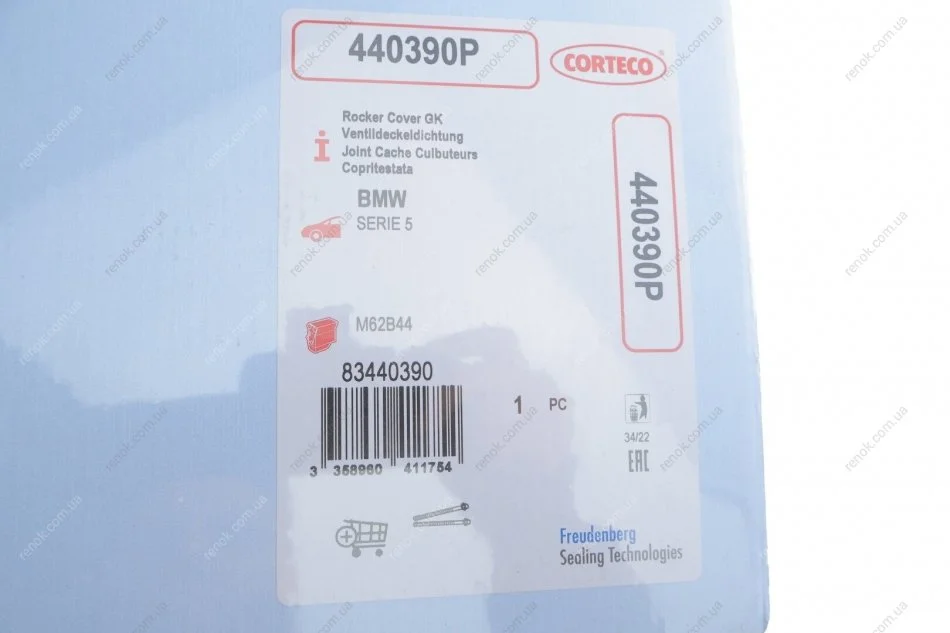 440390P
CORTECO
Rocker Cover GK
Ventildeckeldichtung
Joint Cache Culbuteurs
Copritestata
BMW
SERIE 5
440390P
M62B44
83440390
1 PC
3 358960 411754
34/22
EAC
Freudenberg
Sealing Technologies
renok.com.ua